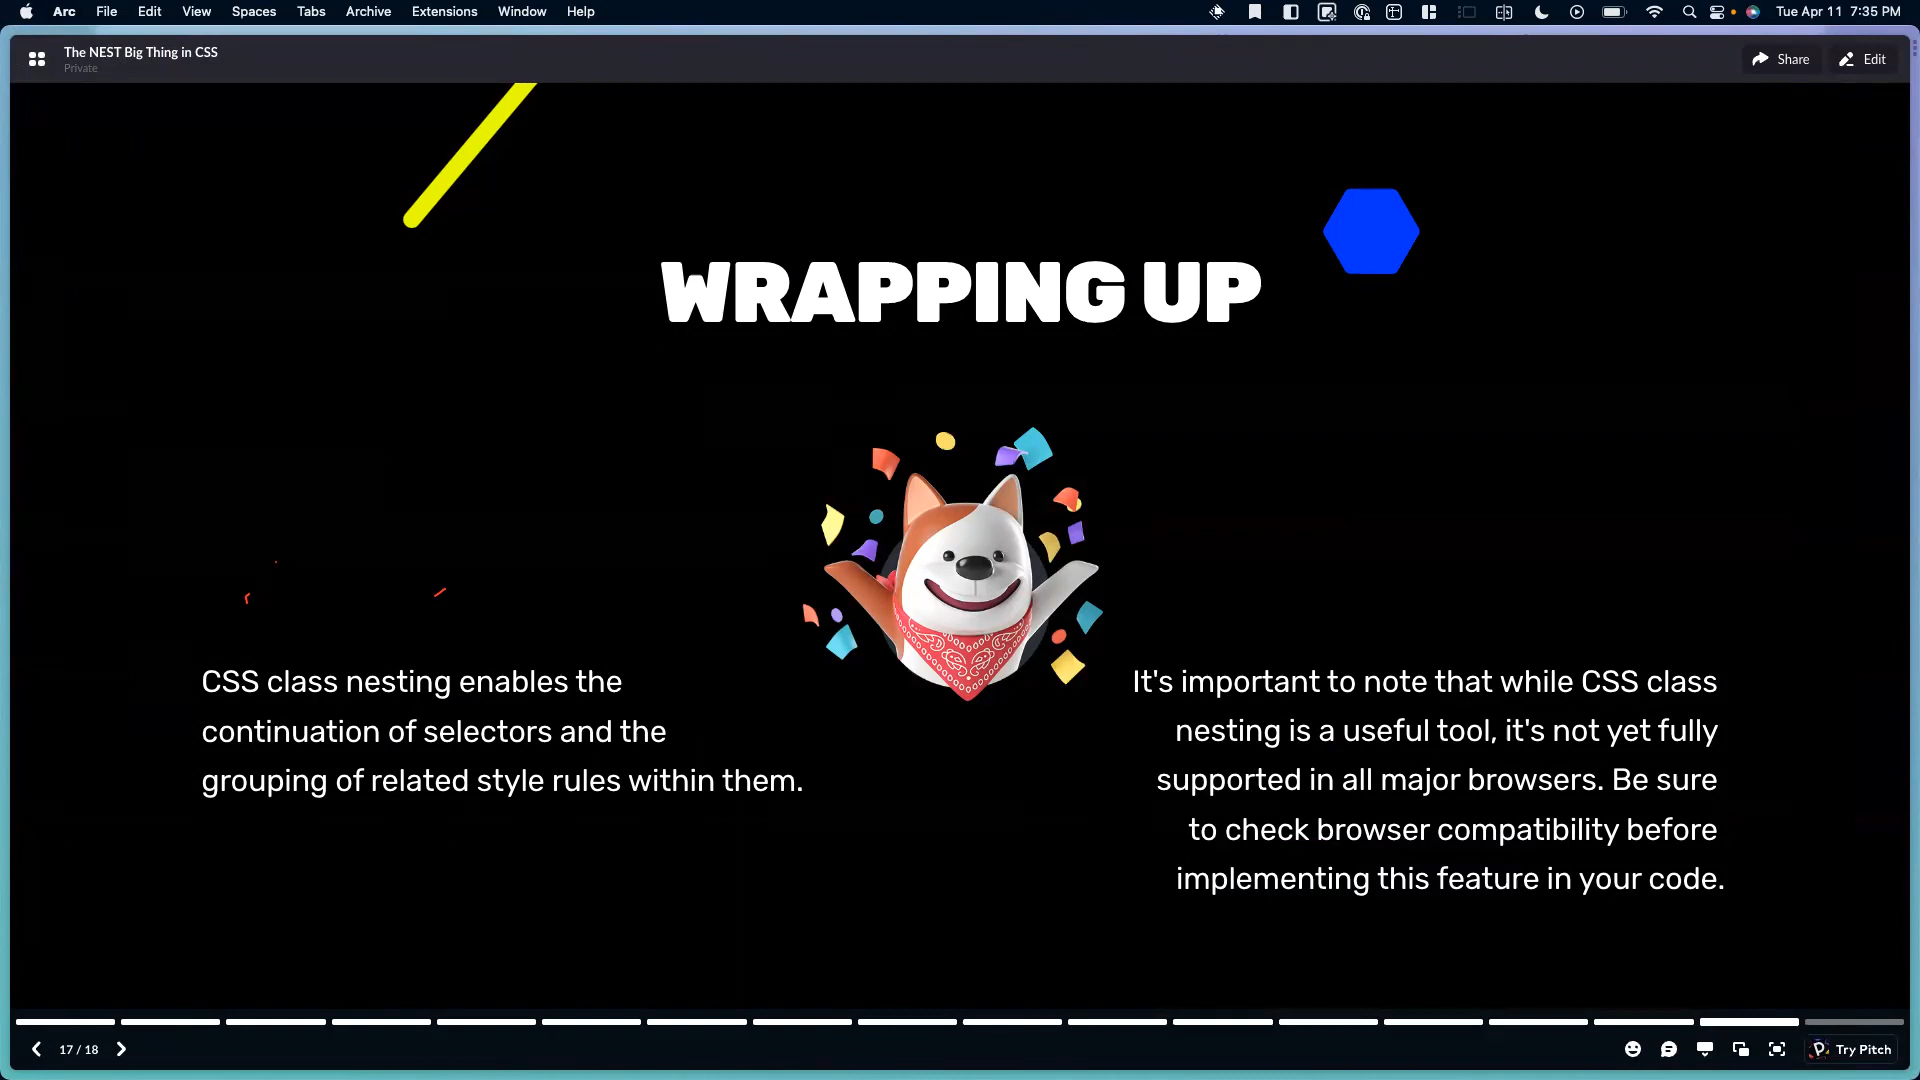 Arc File Edit View Spaces Tabs Archive Extensions Window Help Tue Apr 11 7:35 PM
The NEST Big Thing in CSS
Private
Share Edit
WRAPPING UP
CSS class nesting enables the
continuation of selectors and the
grouping of related style rules within them.
It's important to note that while CSS class
nesting is a useful tool, it's not yet fully
supported in all major browsers. Be sure
to check browser compatibility before
implementing this feature in your code.
17 / 18
Try Pitch